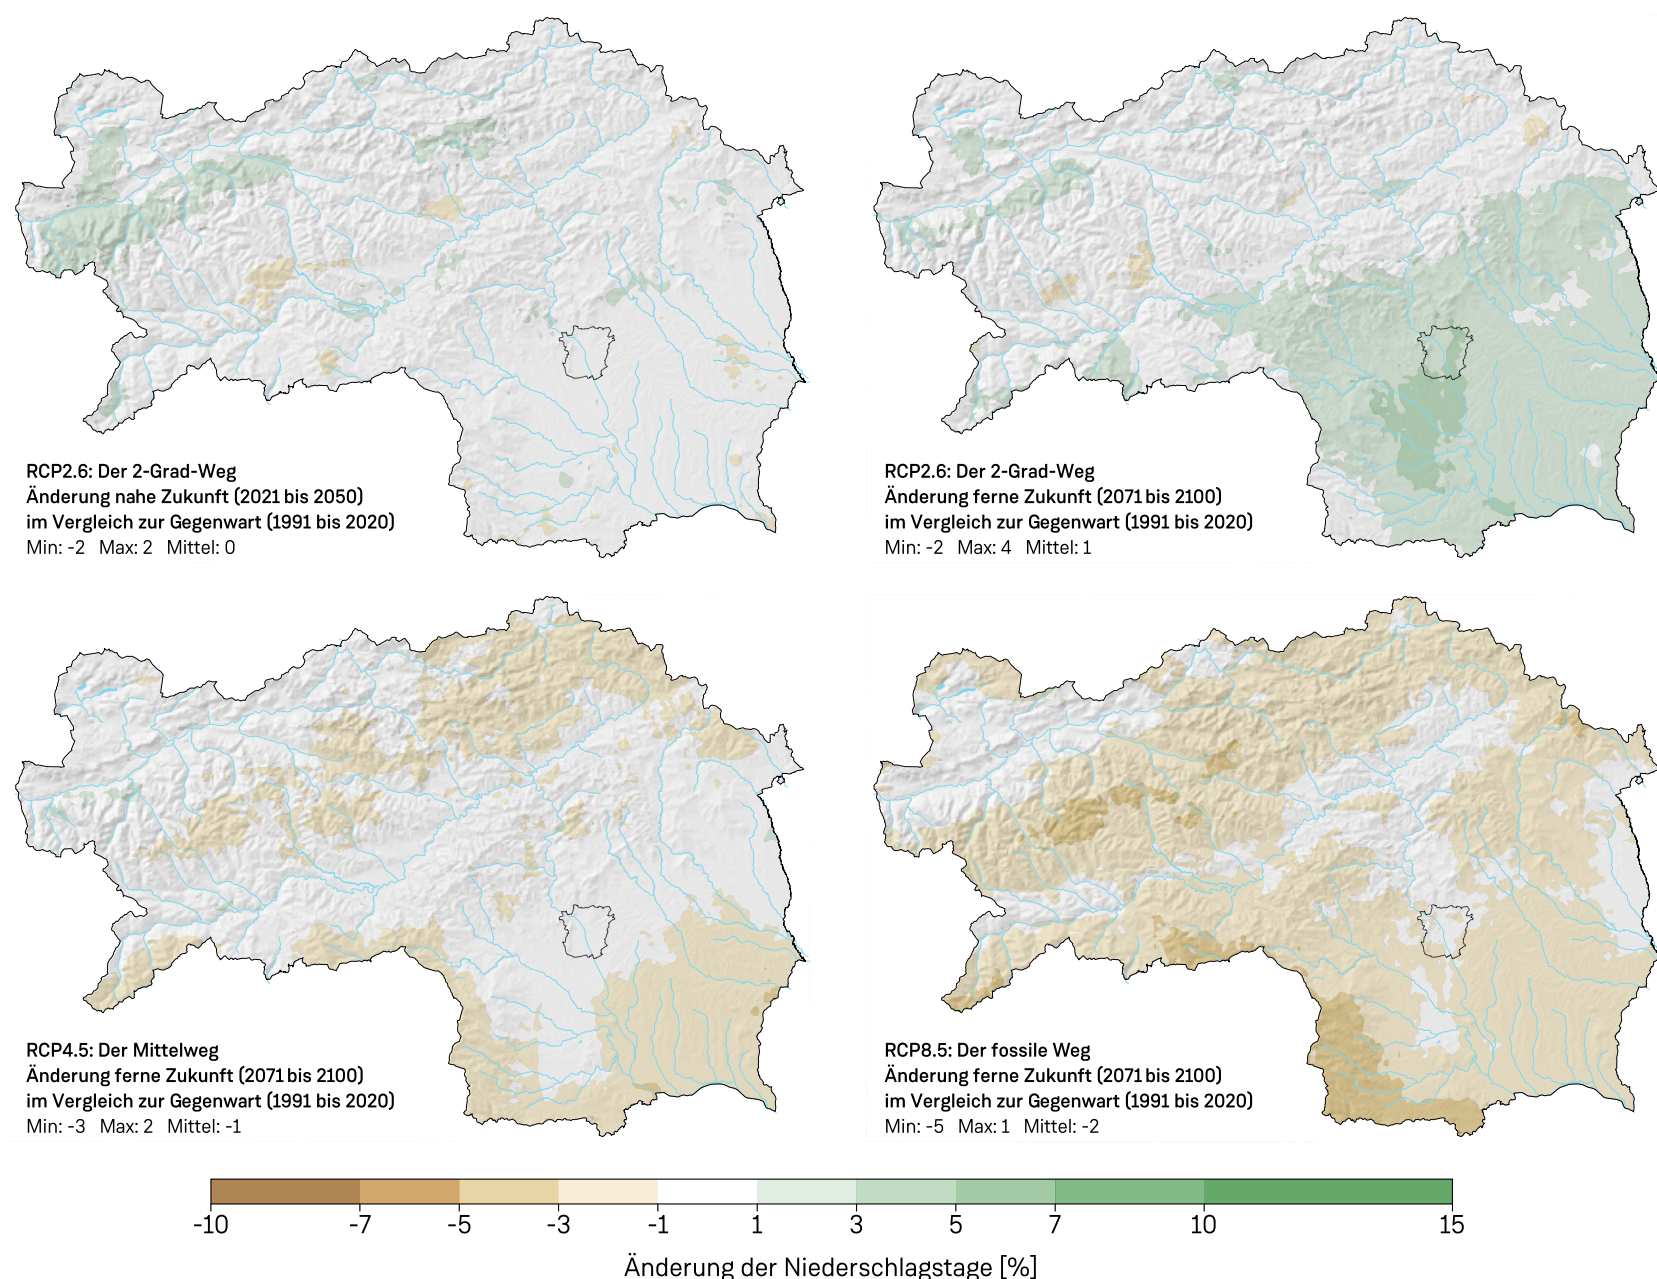 RCP2.6: Der 2-Grad-Weg
Änderung nahe Zukunft (2021 bis 2050)
im Vergleich zur Gegenwart (1991 bis 2020)
Min: -2 Max: 2 Mittel: 0
RCP2.6: Der 2-Grad-Weg
Änderung ferne Zukunft (2071 bis 2100)
im Vergleich zur Gegenwart (1991 bis 2020)
Min: -2 Max: 4 Mittel: 1
RCP4.5: Der Mittelweg
Änderung ferne Zukunft (2071 bis 2100)
im Vergleich zur Gegenwart (1991 bis 2020)
Min: -3 Max: 2 Mittel: -1
RCP8.5: Der fossile Weg
Änderung ferne Zukunft (2071 bis 2100)
im Vergleich zur Gegenwart (1991 bis 2020)
Min: -5 Max: 1 Mittel: -2
-10 -7 -5 -3 -1 1 3 5 7 10 15
Änderung der Niederschlagstage [%]